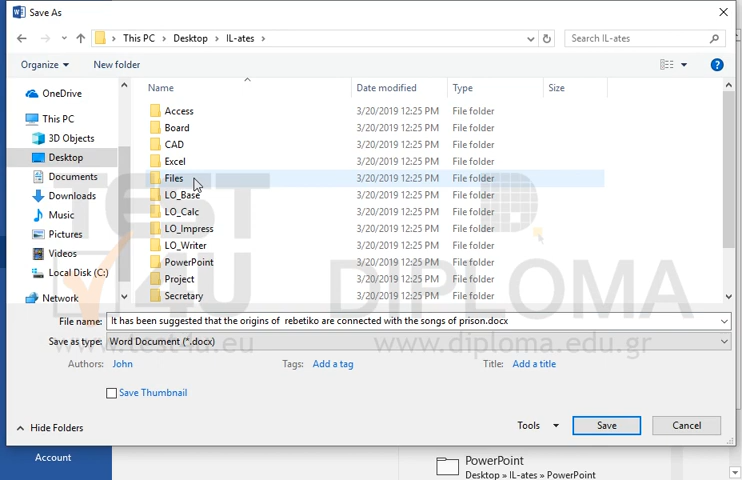 Save As
This PC › Desktop › IL-ates ›
Search IL-ates
Organize
New folder
Name
Date modified
Type
Size
OneDrive
This PC
3D Objects
Desktop
Documents
Downloads
Music
Pictures
Videos
Local Disk (C:)
Network
Access 3/20/2019 12:25 PM File folder
Board 3/20/2019 12:25 PM File folder
CAD 3/20/2019 12:25 PM File folder
Excel 3/20/2019 12:25 PM File folder
Files 3/20/2019 12:25 PM File folder
LO_Base 3/20/2019 12:25 PM File folder
LO_Calc 3/20/2019 12:25 PM File folder
LO_Impress 3/20/2019 12:25 PM File folder
LO_Writer 3/20/2019 12:25 PM File folder
PowerPoint 3/20/2019 12:25 PM File folder
Project 3/20/2019 12:25 PM File folder
Secretary 3/20/2019 12:25 PM File folder
TEST
4U
DIPLOMA
File name: It has been suggested that the origins of  rebetiko are connected with the songs of prison.docx
Save as type: Word Document (*.docx)
www.test4u.eu
www.diploma.edu.gr
Authors: John
Tags: Add a tag
Title: Add a title
Save Thumbnail
Hide Folders
Tools
Save
Cancel
Account
PowerPoint
Desktop » IL-ates » PowerPoint